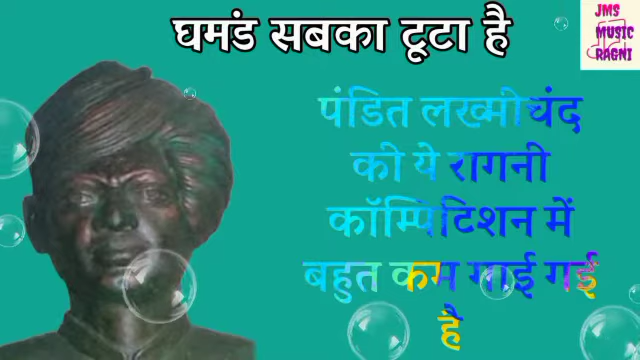 घमंड सबका टूटा है
JMS
MUSIC
RAGNI
पंडित लख्मीचंद
की ये रागनी
कॉम्पिटिशन में
बहुत कम गाई गई
है